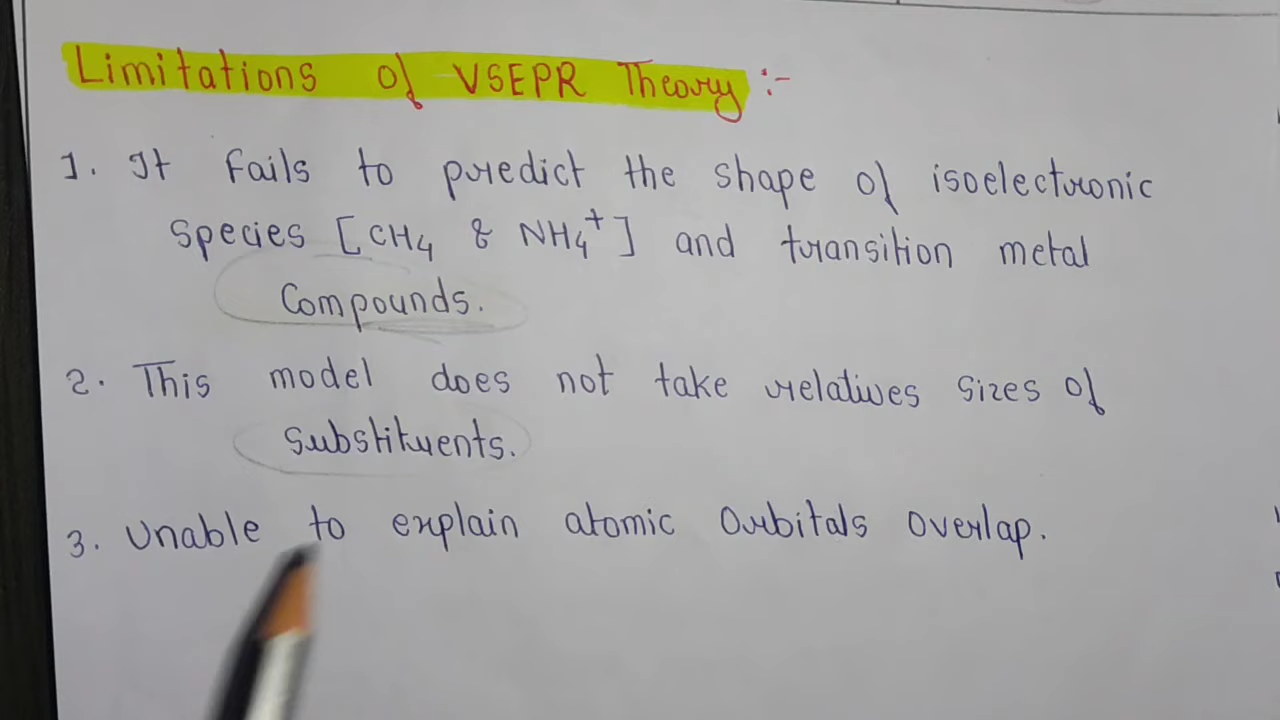 Limitations of VSEPR Theory :-
1. It fails to predict the shape of isoelectronic
species [CH4 & NH4+] and transition metal
compounds.
2. This model does not take relatives sizes of
substituents.
3. Unable to explain atomic orbitals overlap.